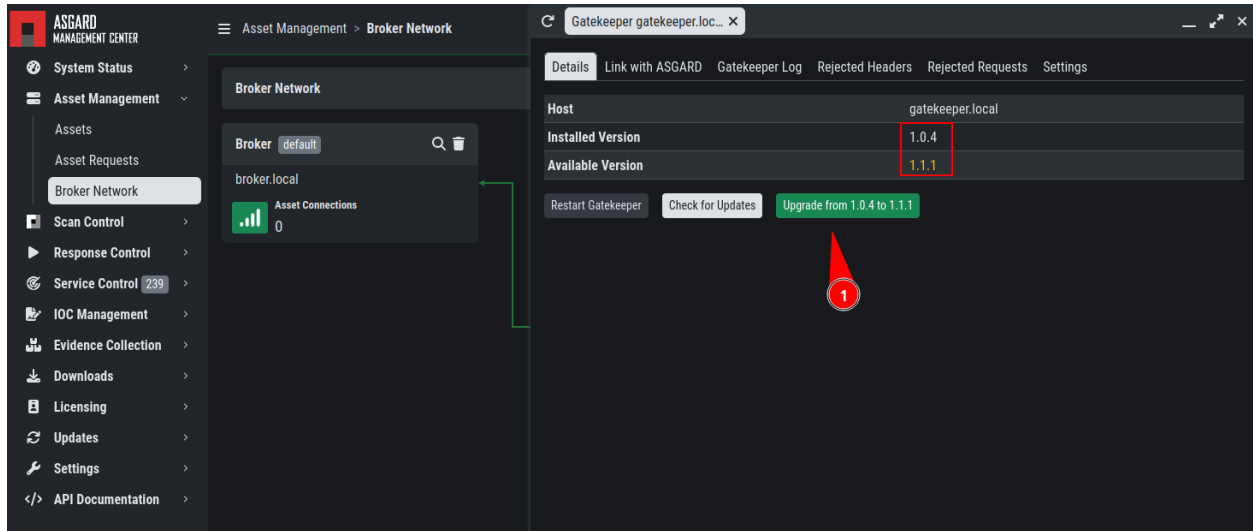 ASGARD
MANAGEMENT CENTER
System Status
Asset Management
Assets
Asset Requests
Broker Network
Scan Control
Response Control
Service Control 239
IOC Management
Evidence Collection
Downloads
Licensing
Updates
Settings
API Documentation
Asset Management > Broker Network
Broker Network
Broker default
broker.local
Asset Connections
0
Gatekeeper gatekeeper.loc...
Details Link with ASGARD Gatekeeper Log Rejected Headers Rejected Requests Settings
Host gatekeeper.local
Installed Version 1.0.4
Available Version 1.1.1
Restart Gatekeeper Check for Updates Upgrade from 1.0.4 to 1.1.1
1